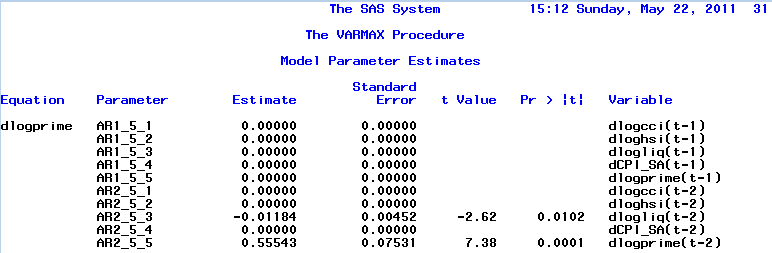 The SAS System 15:12 Sunday, May 22, 2011 31
The VARMAX Procedure
Model Parameter Estimates
Standard
Equation Parameter Estimate Error t Value Pr > |t| Variable
dlogprime AR1_5_1 0.00000 0.00000 dlogcci(t-1)
AR1_5_2 0.00000 0.00000 dloghsi(t-1)
AR1_5_3 0.00000 0.00000 dlogliq(t-1)
AR1_5_4 0.00000 0.00000 dCPI_SA(t-1)
AR1_5_5 0.00000 0.00000 dlogprime(t-1)
AR2_5_1 0.00000 0.00000 dlogcci(t-2)
AR2_5_2 0.00000 0.00000 dloghsi(t-2)
AR2_5_3 -0.01184 0.00452 -2.62 0.0102 dlogliq(t-2)
AR2_5_4 0.00000 0.00000 dCPI_SA(t-2)
AR2_5_5 0.55543 0.07531 7.38 0.0001 dlogprime(t-2)